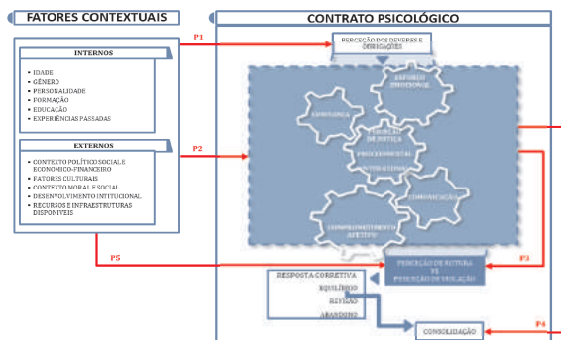 FATORES CONTEXTUAIS
INTERNOS
• IDADE
• GÉNERO
• PERSONALIDADE
• FORMAÇÃO
• EDUCAÇÃO
• EXPERIÊNCIAS PASSADAS
EXTERNOS
• CONTEXTO POLÍTICO SOCIAL E
ECONÓMICO-FINANCEIRO
• FATORES CULTURAIS
• CONTEXTO MORAL E SOCIAL
• DESENVOLVIMENTO INTITUCIONAL
• RECURSOS E INFRAESTRUTURAS
DISPONÍVEIS
P1
P2
P5
CONTRATO PSICOLÓGICO
PERCEÇÃO DOS DEVERES E
OBRIGAÇÕES
ESFORÇO
EMOCIONAL
CONFIANÇA
PERCEÇÃO
DE JUSTIÇA
PROCEDIMENTAL
COMUNICAÇÃO
COMPROMETIMENTO
AFETIVO
PERCEÇÃO DE RUTURA
VS
PERCEÇÃO DE VIOLAÇÃO
P3
RESPOSTA CORRETIVA
EQUILÍBRIO
REVISÃO
ABANDONO
CONSOLIDAÇÃO
P4